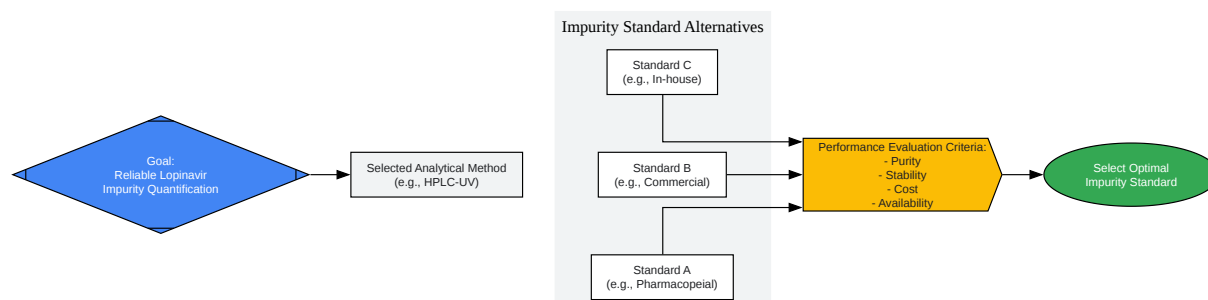 Goal:
Reliable Lopinavir
Impurity Quantification
Selected Analytical Method
(e.g., HPLC-UV)
Impurity Standard Alternatives
Standard C
(e.g., In-house)
Standard B
(e.g., Commercial)
Standard A
(e.g., Pharmacopeial)
Performance Evaluation Criteria:
- Purity
- Stability
- Cost
- Availability
Select Optimal
Impurity Standard